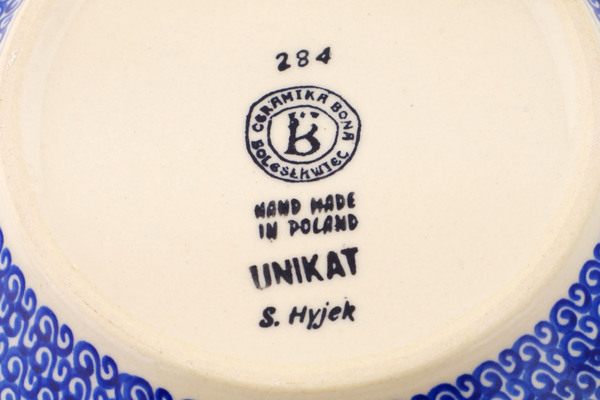 284
CERAMIKA BONA
B
BOLESŁAWIEC
HAND MADE
IN POLAND
UNIKAT
S. Hyjek